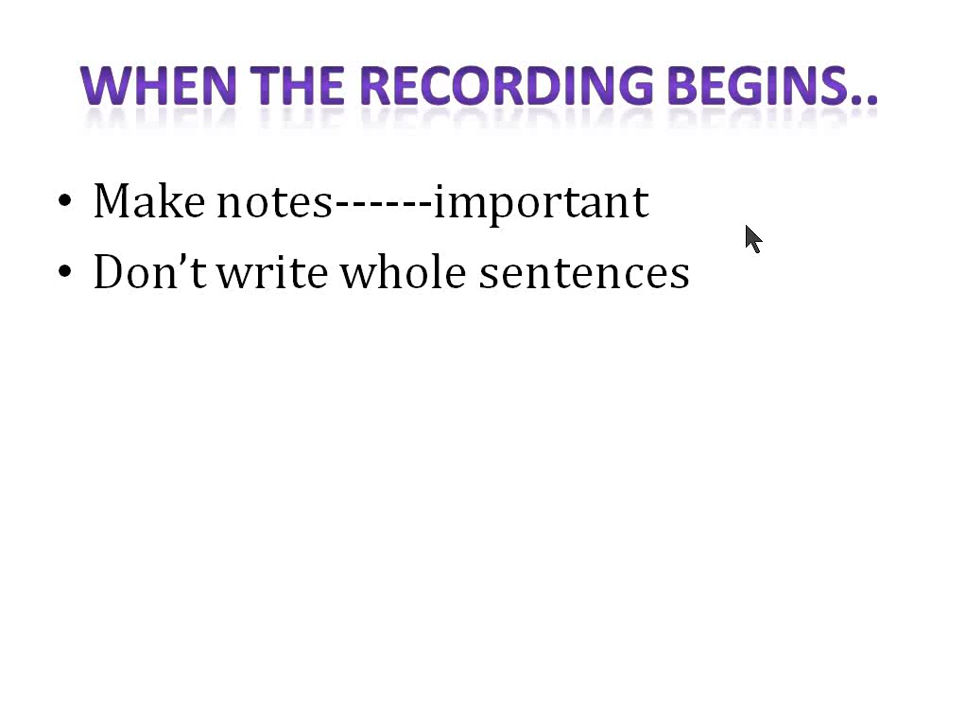 WHEN THE RECORDING BEGINS..
• Make notes------important
• Don’t write whole sentences